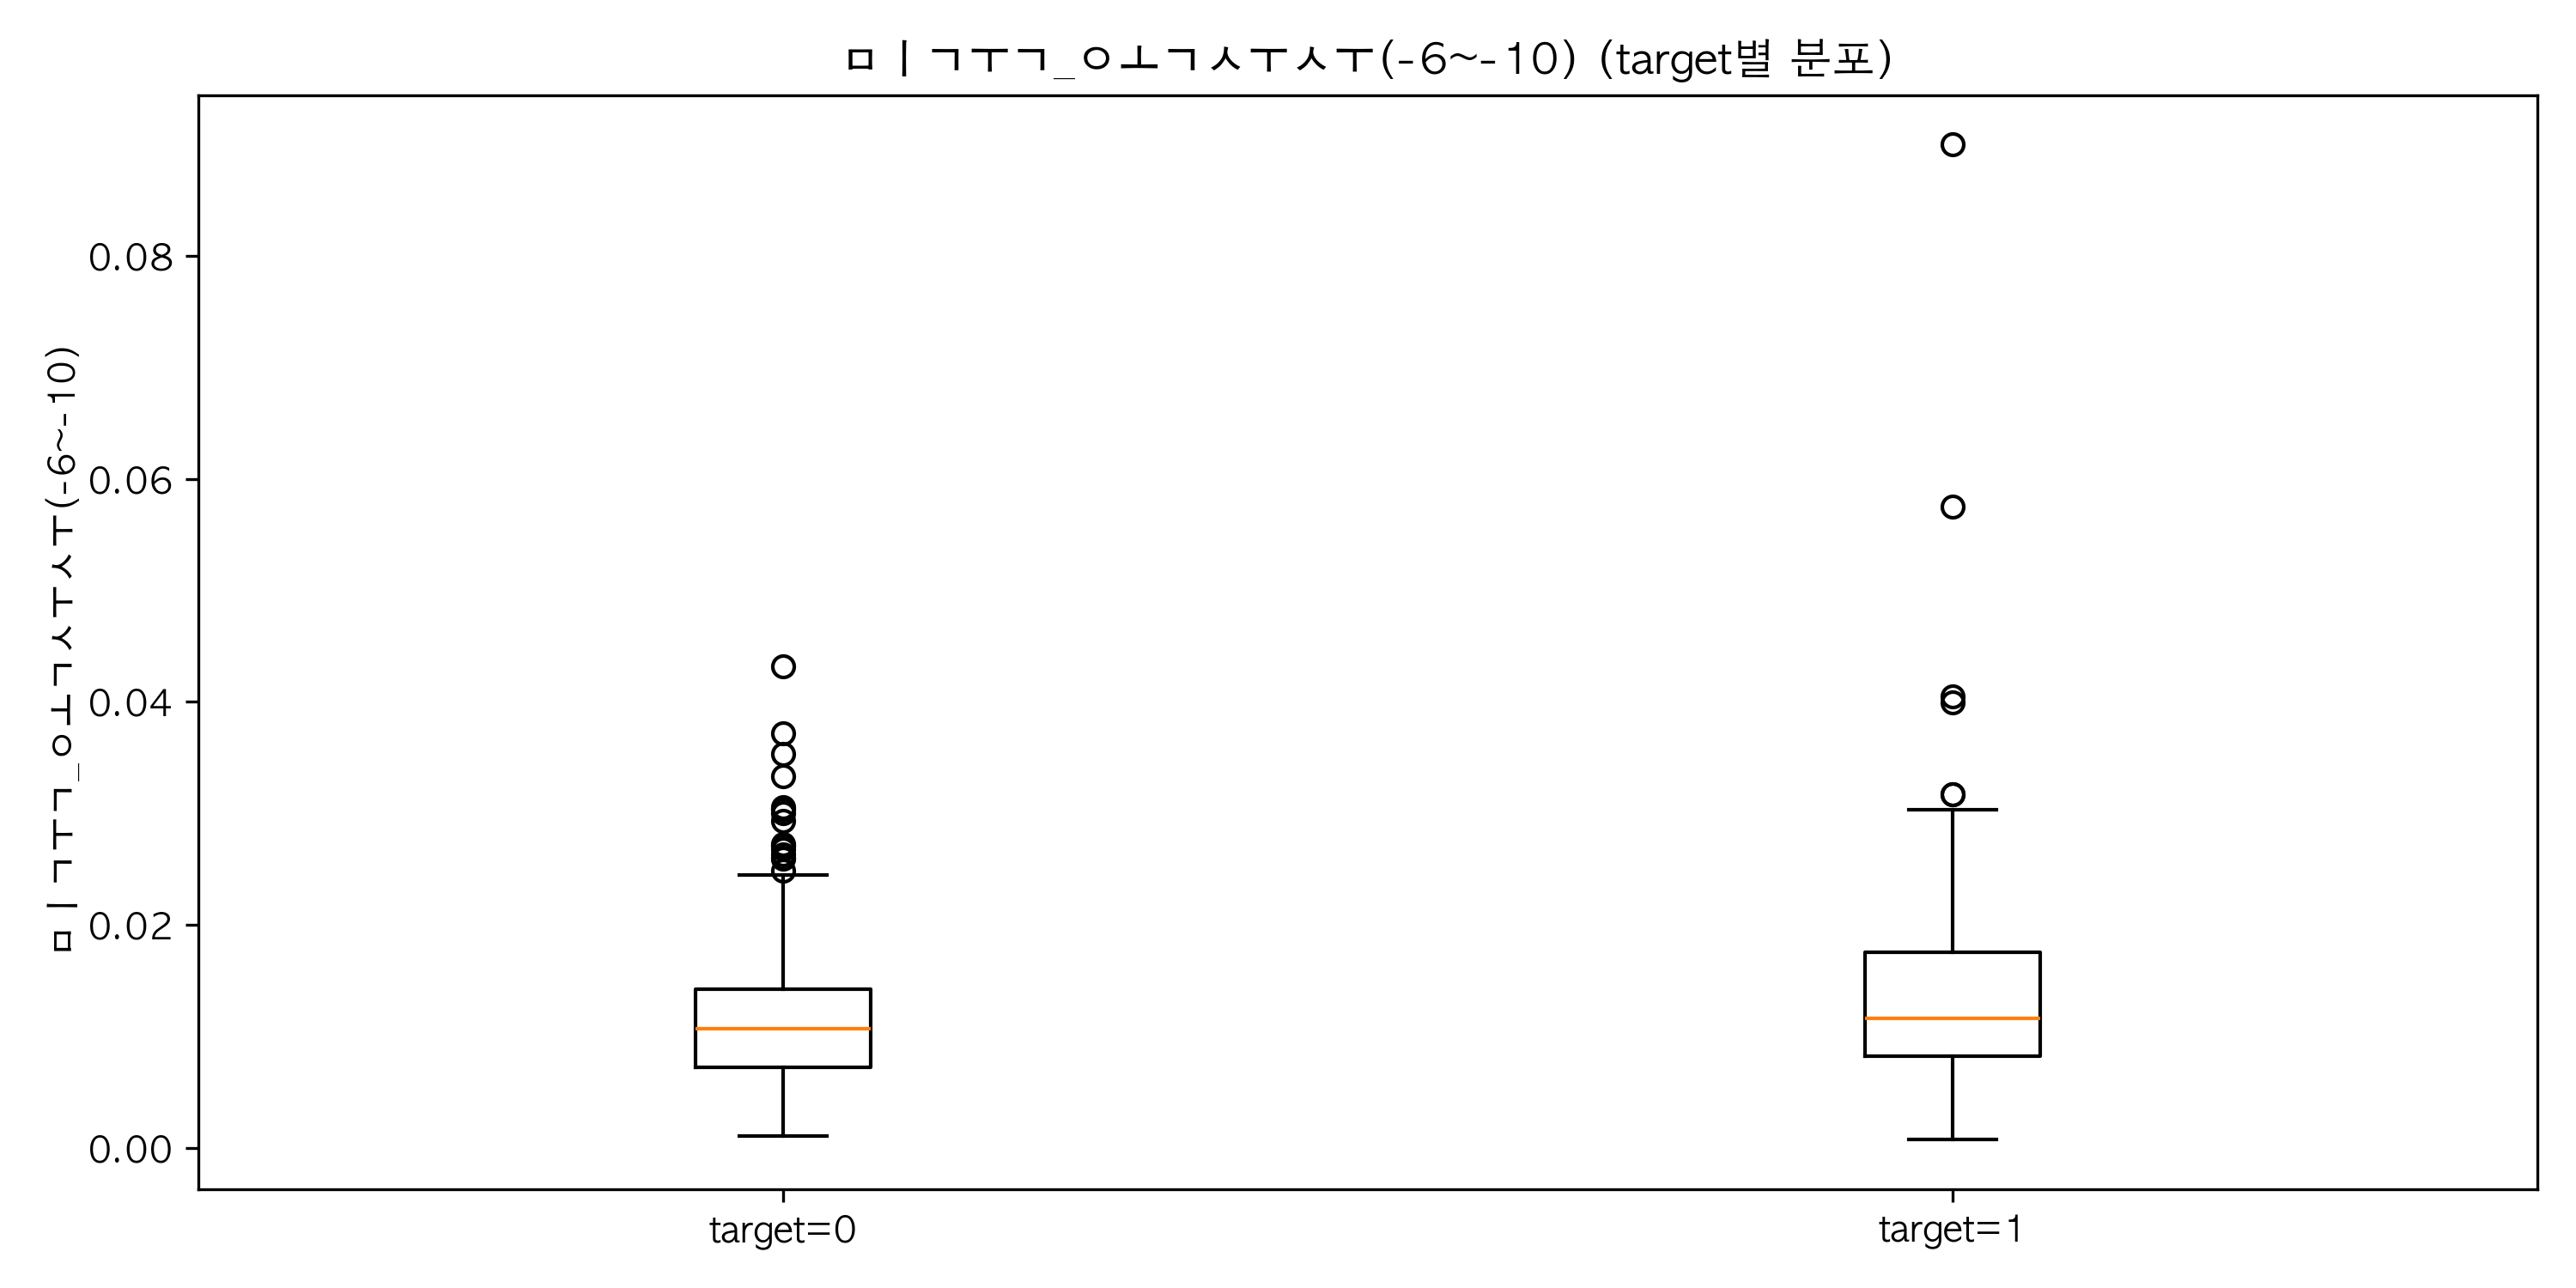 ㅁㅣㄱㅜㄱ_ㅇㅗㄱㅅㅜㅅㅜ(-6~-10) (target별 분포)
ㅁㅣㄱㅜㄱ_ㅇㅗㄱㅅㅜㅅㅜ(-6~-10)
0.08
0.06
0.04
0.02
0.00
target=0
target=1